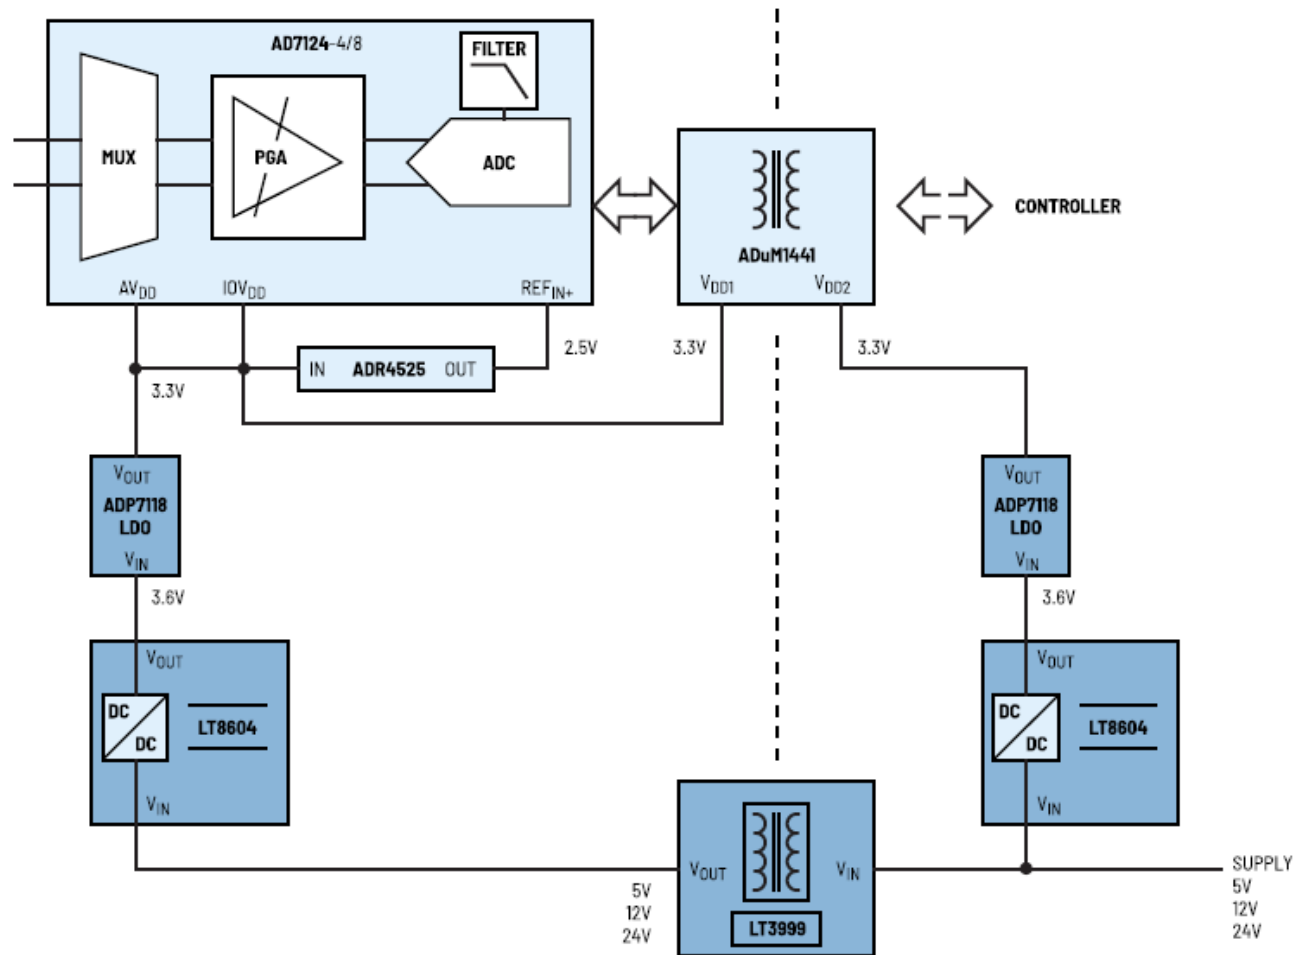 AD7124-4/8
FILTER
MUX
PGA
ADC
ADuM1441
CONTROLLER
AVDD
IOVDD
REFIN+
VDD1
VDD2
2.5V
3.3V
3.3V
IN ADR4525 OUT
3.3V
VOUT
ADP7118
LDO
VIN
3.6V
VOUT
ADP7118
LDO
VIN
3.6V
VOUT
DC
DC
LT8604
VIN
VOUT
DC
DC
LT8604
VIN
VOUT
VIN
LT3999
5V
12V
24V
SUPPLY
5V
12V
24V